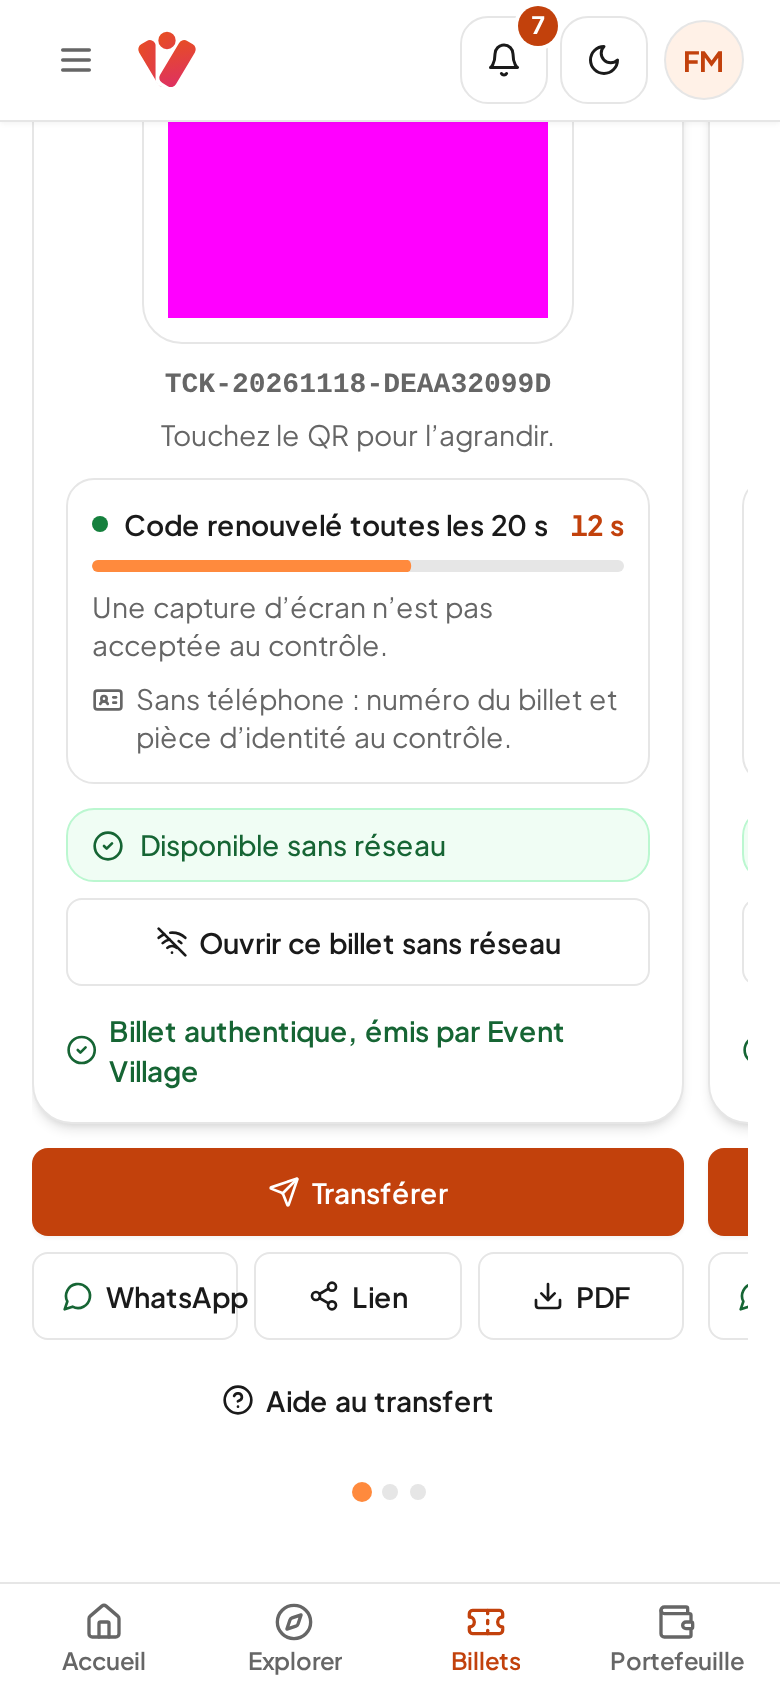 7
FM
TCK-20261118-DEAA32099D
Touchez le QR pour l’agrandir.
Code renouvelé toutes les 20 s 12 s
Une capture d’écran n’est pas
acceptée au contrôle.
Sans téléphone : numéro du billet et
pièce d’identité au contrôle.
Disponible sans réseau
Ouvrir ce billet sans réseau
Billet authentique, émis par Event
Village
Transférer
WhatsApp Lien PDF
Aide au transfert
Accueil Explorer Billets Portefeuille